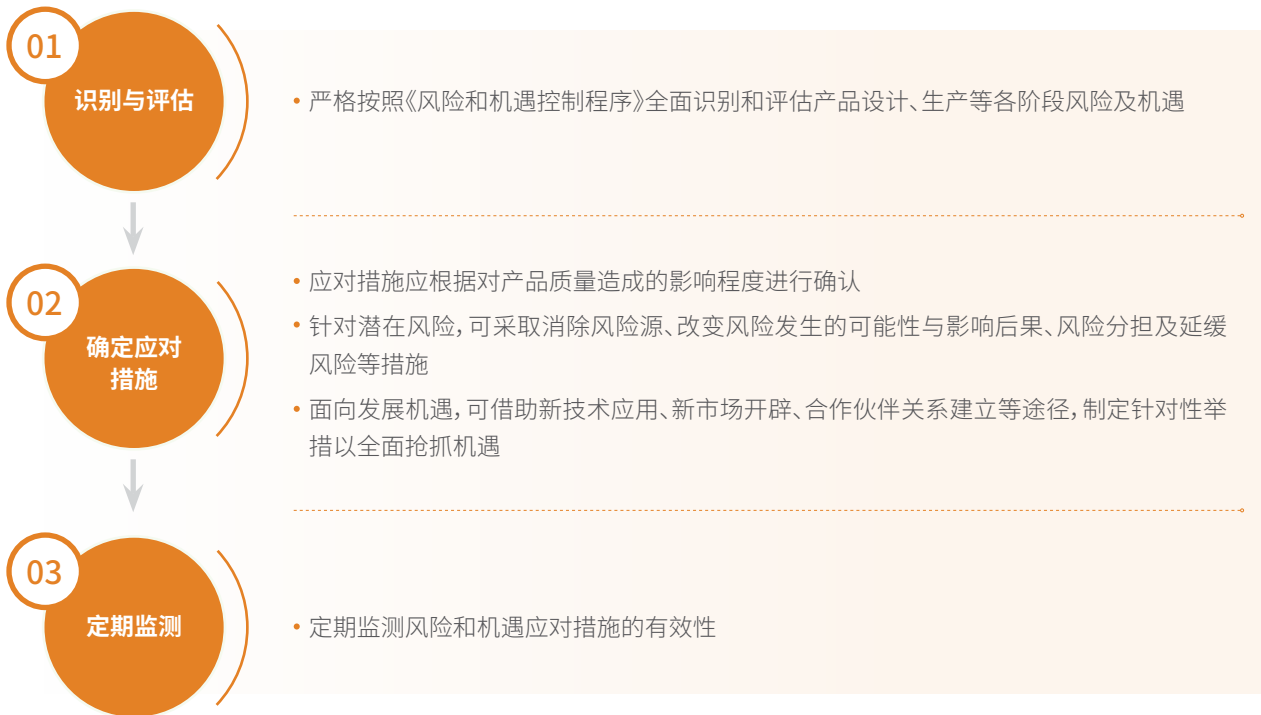 01
识别与评估
• 严格按照《风险和机遇控制程序》全面识别和评估产品设计、生产等各阶段风险及机遇
02
确定应对
措施
• 应对措施应根据对产品质量造成的影响程度进行确认
• 针对潜在风险,可采取消除风险源、改变风险发生的可能性与影响后果、风险分担及延缓
风险等措施
• 面向发展机遇,可借助新技术应用、新市场开辟、合作伙伴关系建立等途径,制定针对性举
措以全面抢抓机遇
03
定期监测
• 定期监测风险和机遇应对措施的有效性